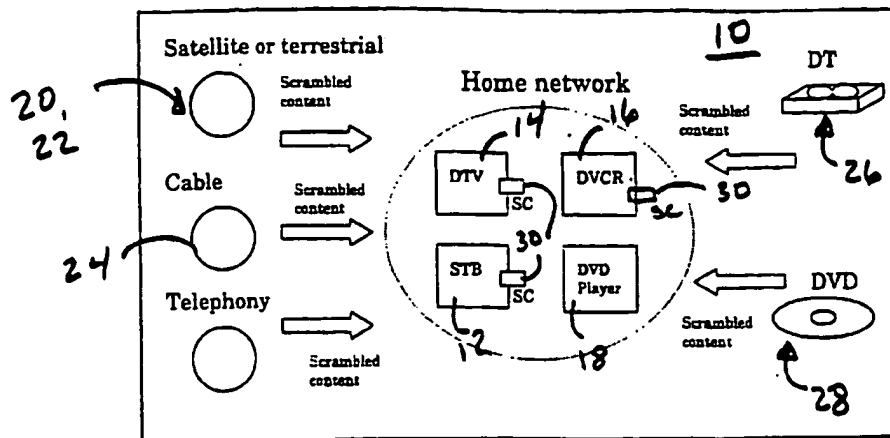 Satellite or terrestrial
10
DT
Scrambled
content
Home network
20,
22
14
16
Scrambled
content
26
DTV
DVCR
30
SC
SC
Cable
Scrambled
content
24
30
STB
DVD
Player
SC
DVD
Telephony
12
18
Scrambled
content
Scrambled
content
28